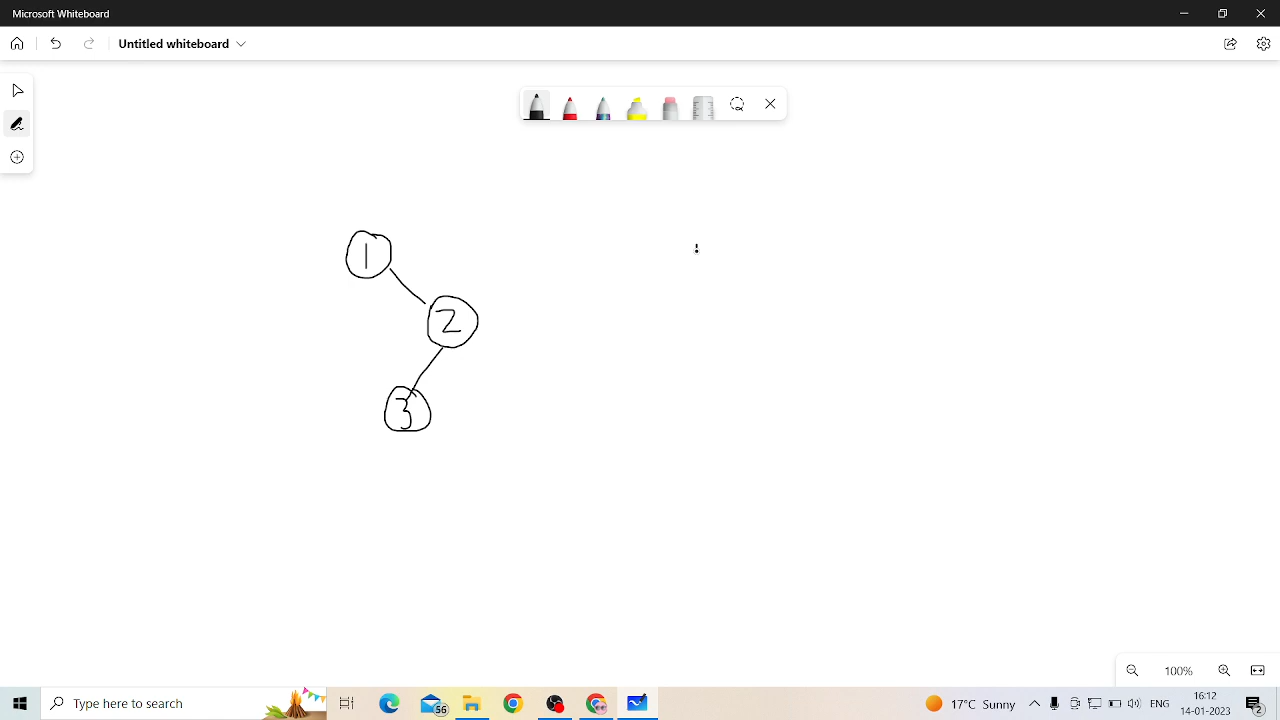 Microsoft Whiteboard
Untitled whiteboard
1
2
3
100%
Type here to search
56
17°C Sunny
ENG
16:12
14-01-2023
2